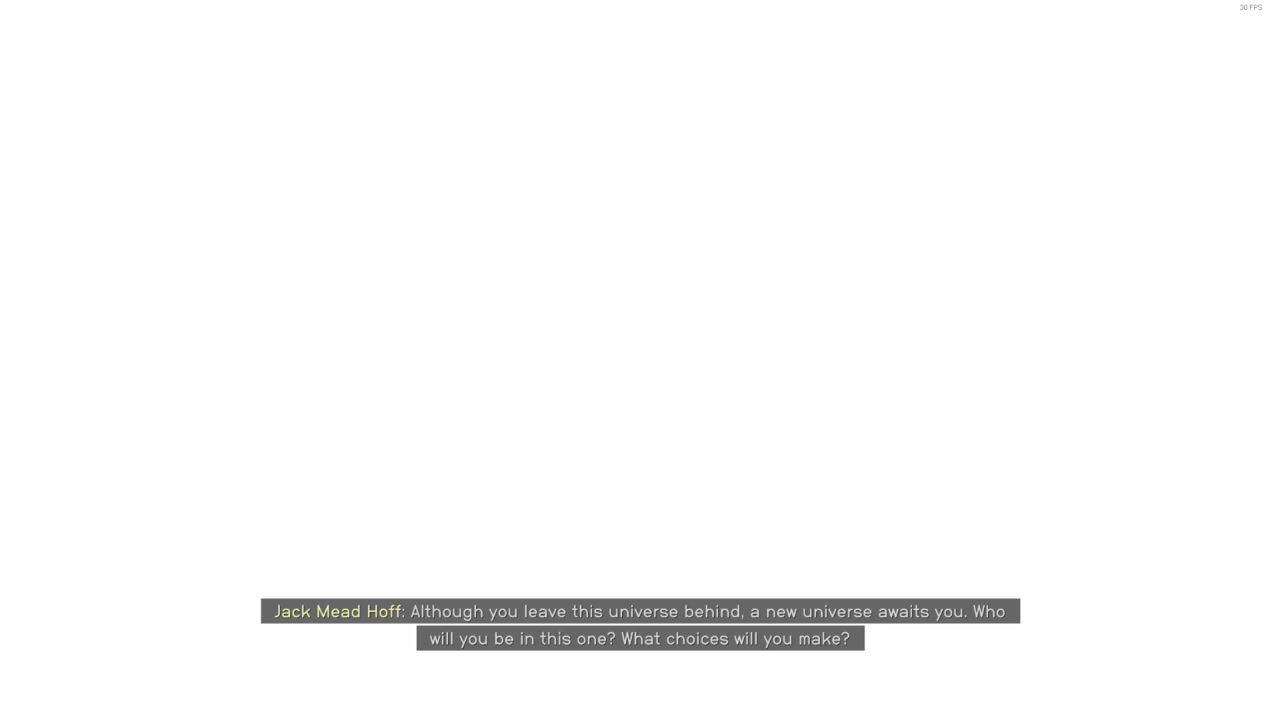 30 FPS
Jack Mead Hoff: Although you leave this universe behind, a new universe awaits you. Who
will you be in this one? What choices will you make?